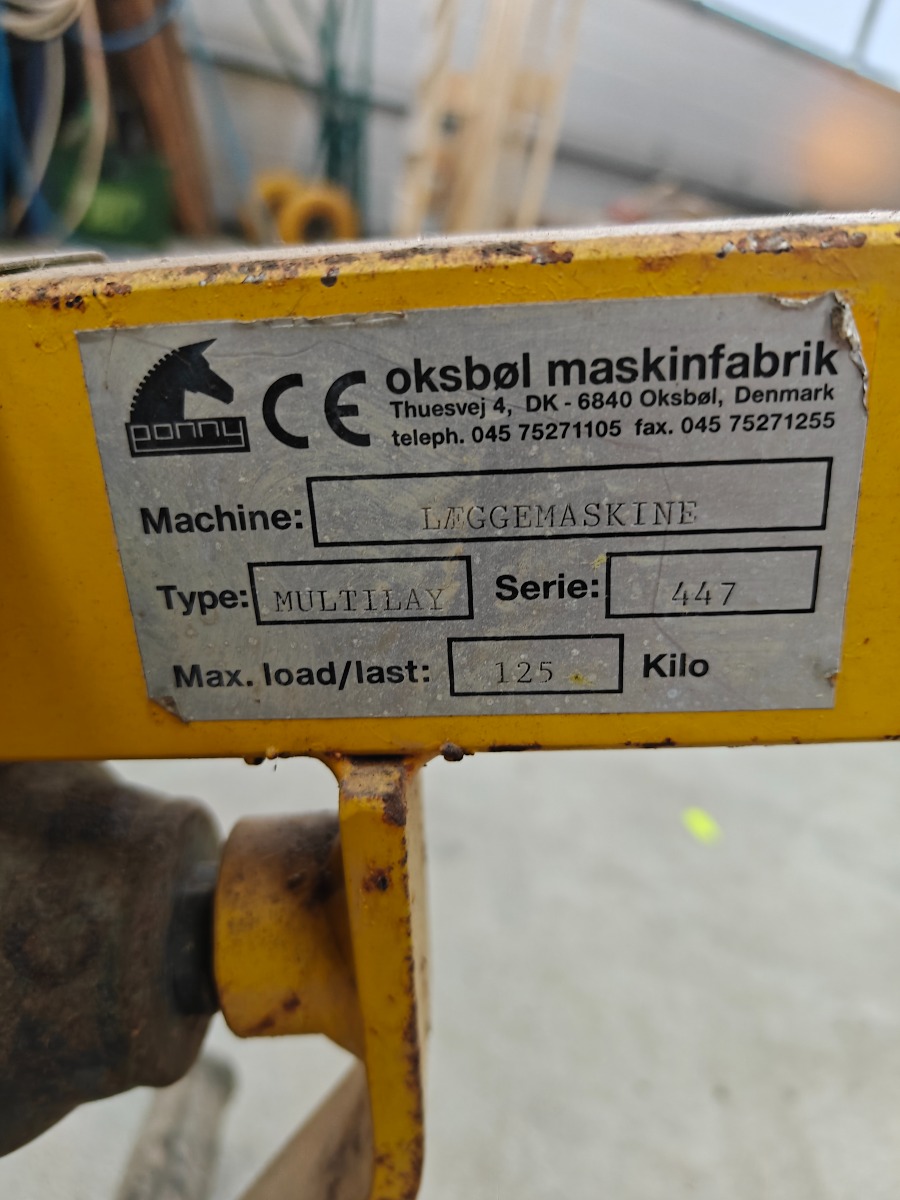 ponny
CE
oksbøl maskinfabrik
Thuesvej 4, DK - 6840 Oksbøl, Denmark
teleph. 045 75271105 fax. 045 75271255
Machine: LÆGGEMASKINE
Type: MULTILAY Serie: 447
Max. load/last: 125 Kilo